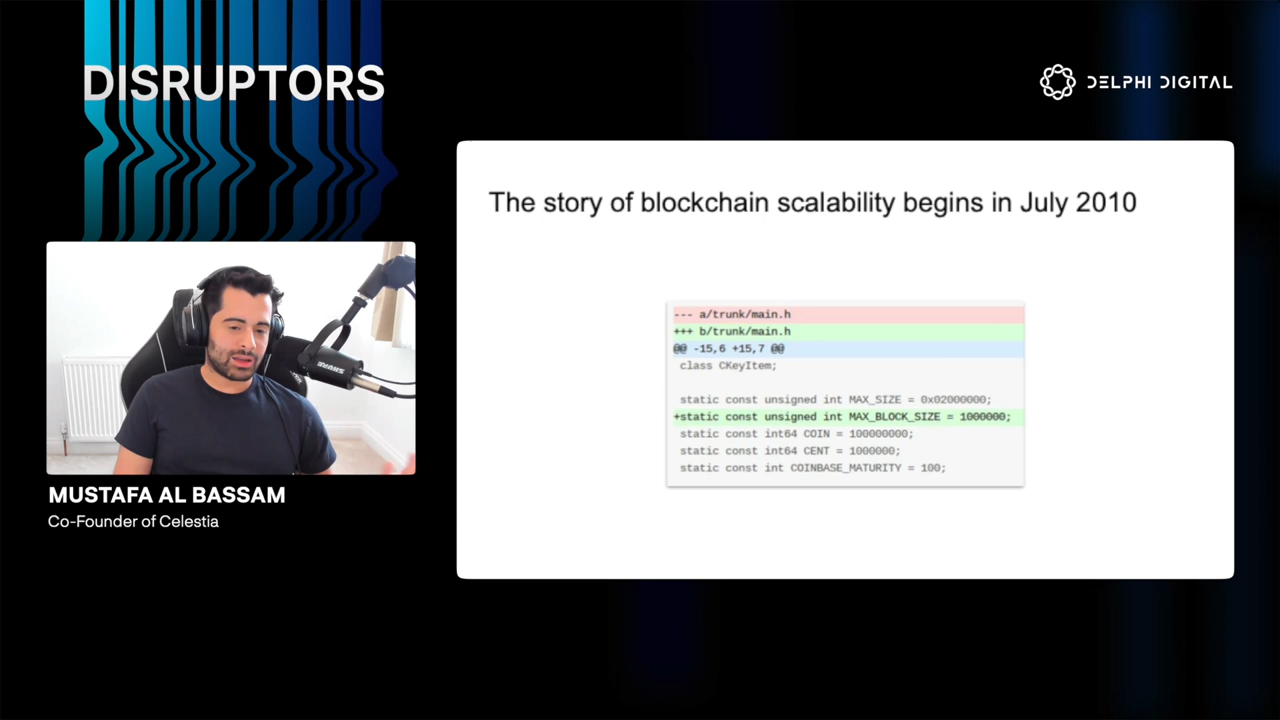 DISRUPTORS
DELPHI DIGITAL
The story of blockchain scalability begins in July 2010
--- a/trunk/main.h
+++ b/trunk/main.h
@@ -15,6 +15,7 @@
class CKeyItem;
static const unsigned int MAX_SIZE = 0x02000000;
+static const unsigned int MAX_BLOCK_SIZE = 1000000;
static const int64 COIN = 100000000;
static const int64 CENT = 1000000;
static const int COINBASE_MATURITY = 100;
SHURE
MUSTAFA AL BASSAM
Co-Founder of Celestia